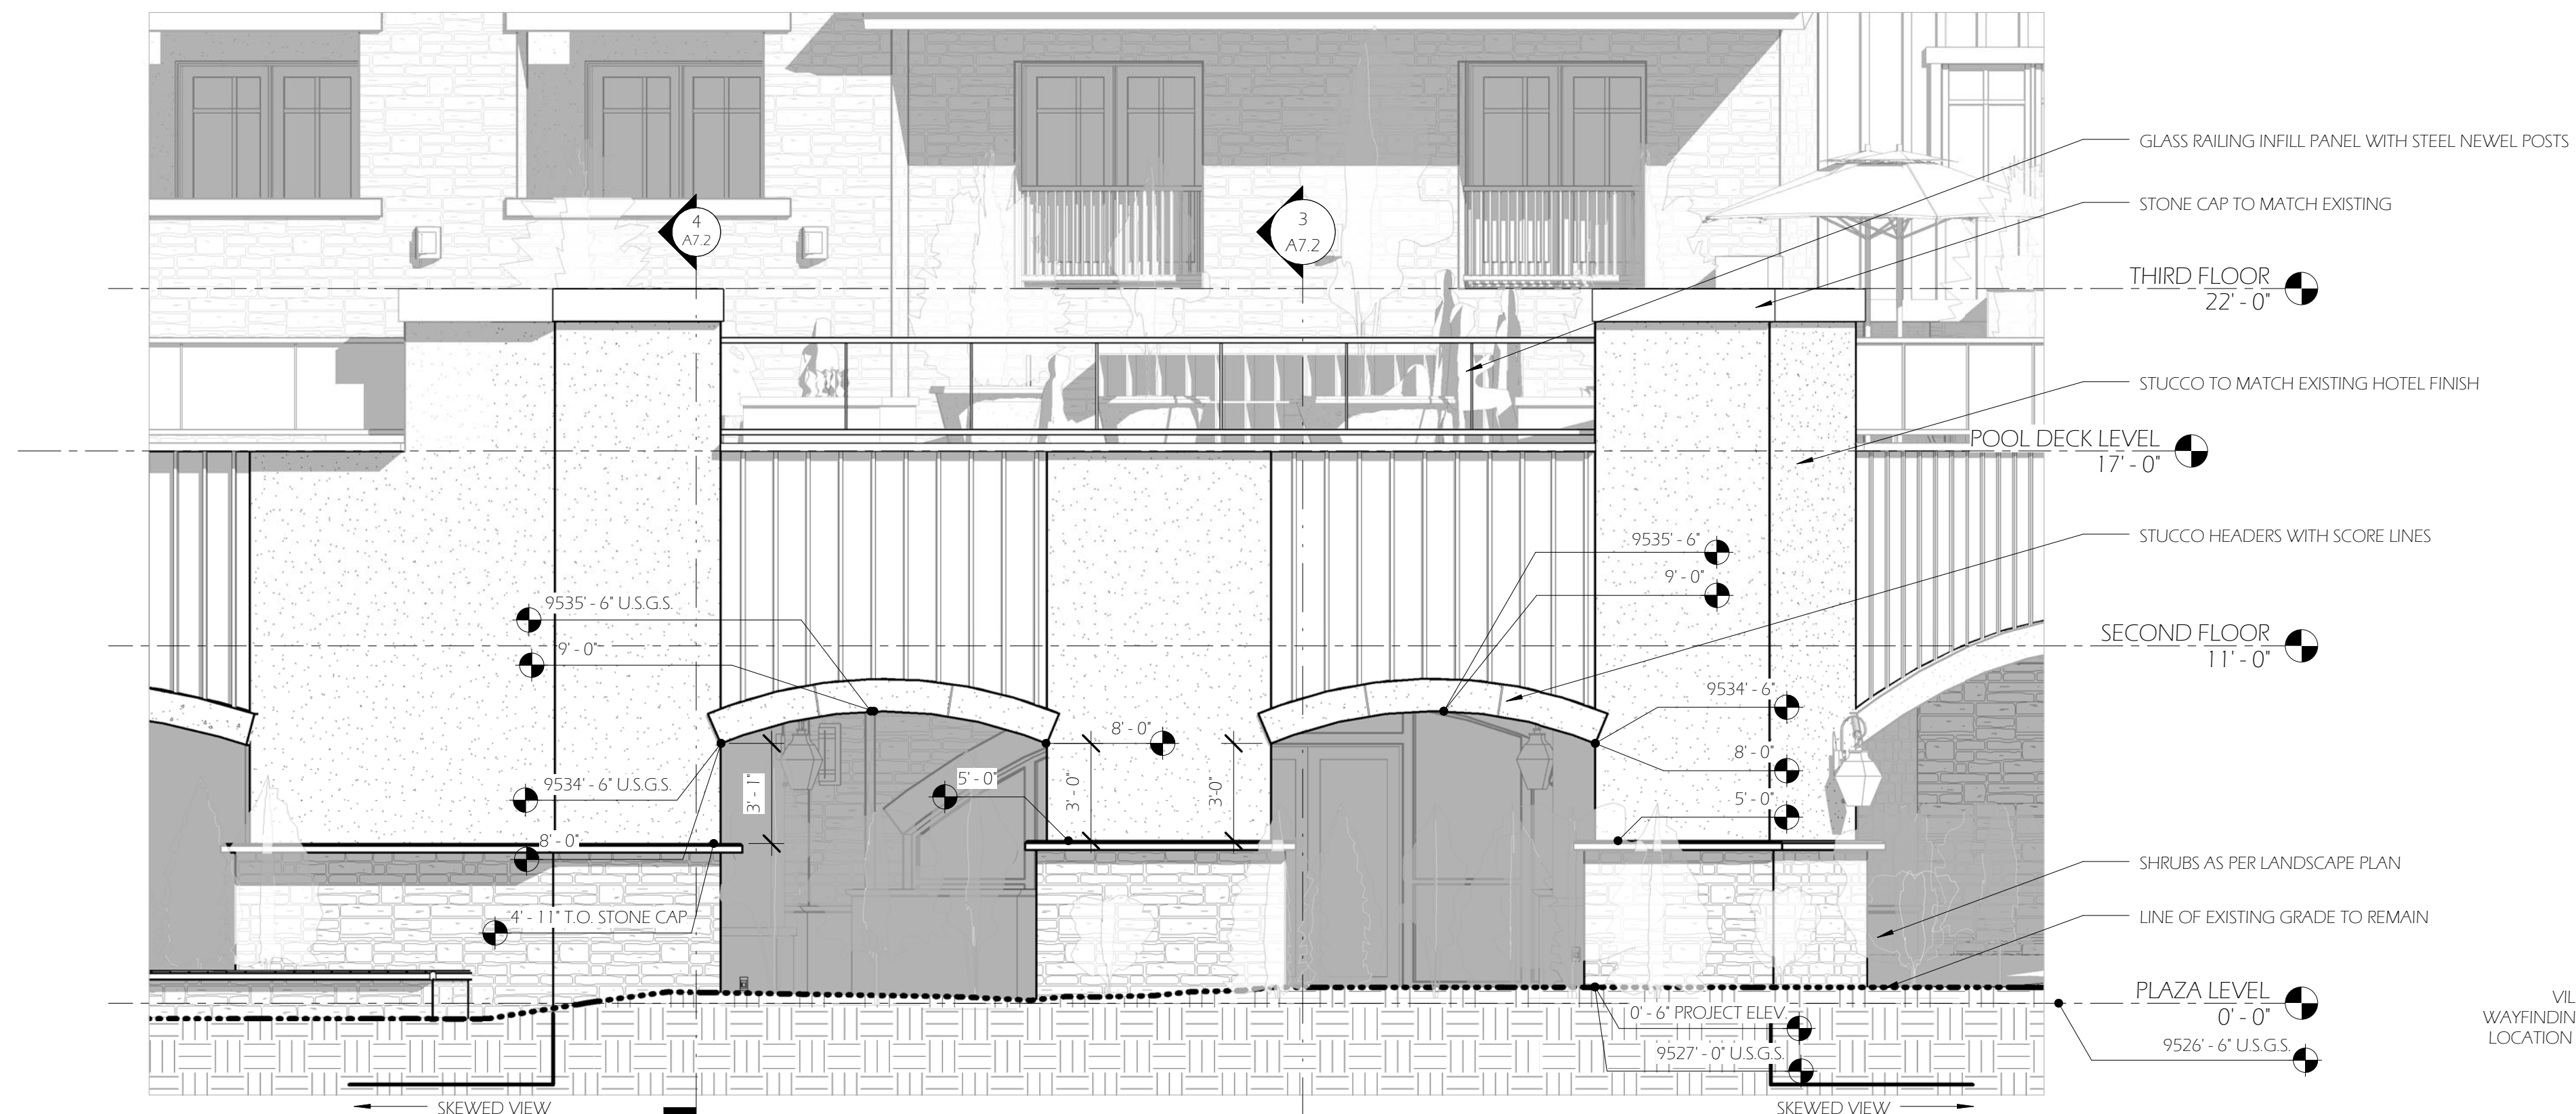 GLASS RAILING INFILL PANEL WITH STEEL NEWEL POSTS
STONE CAP TO MATCH EXISTING
4
A7.2
3
A7.2
THIRD FLOOR
22' - 0"
STUCCO TO MATCH EXISTING HOTEL FINISH
POOL DECK LEVEL
17' - 0"
STUCCO HEADERS WITH SCORE LINES
9535' - 6"
9' - 0"
9535' - 6" U.S.G.S.
9' - 0"
SECOND FLOOR
11' - 0"
9534' - 6"
8' - 0"
8' - 0"
5' - 0"
9534' - 6" U.S.G.S.
3' - 1"
5' - 0"
3' - 0"
3'-0"
8' - 0"
SHRUBS AS PER LANDSCAPE PLAN
4' - 11" T.O. STONE CAP
LINE OF EXISTING GRADE TO REMAIN
PLAZA LEVEL
0' - 0"
0' - 6" PROJECT ELEV.
9527' - 0" U.S.G.S.
9526' - 6" U.S.G.S.
VIL
WAYFINDIN
LOCATION
SKEWED VIEW
SKEWED VIEW